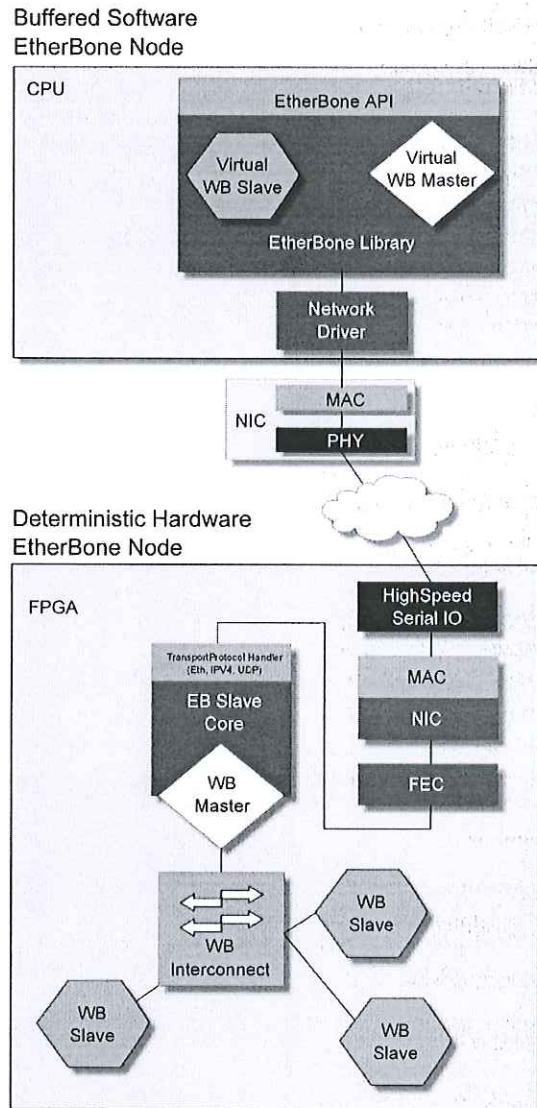 Buffered Software
EtherBone Node
CPU
EtherBone API
Virtual
WB Slave
Virtual
WB Master
EtherBone Library
Network
Driver
NIC
MAC
PHY
Deterministic Hardware
EtherBone Node
FPGA
HighSpeed
Serial IO
TransportProtocol Handler
(Eth, IPV4, UDP)
EB Slave
Core
MAC
NIC
WB
Master
FEC
WB
Interconnect
WB
Slave
WB
Slave
WB
Slave